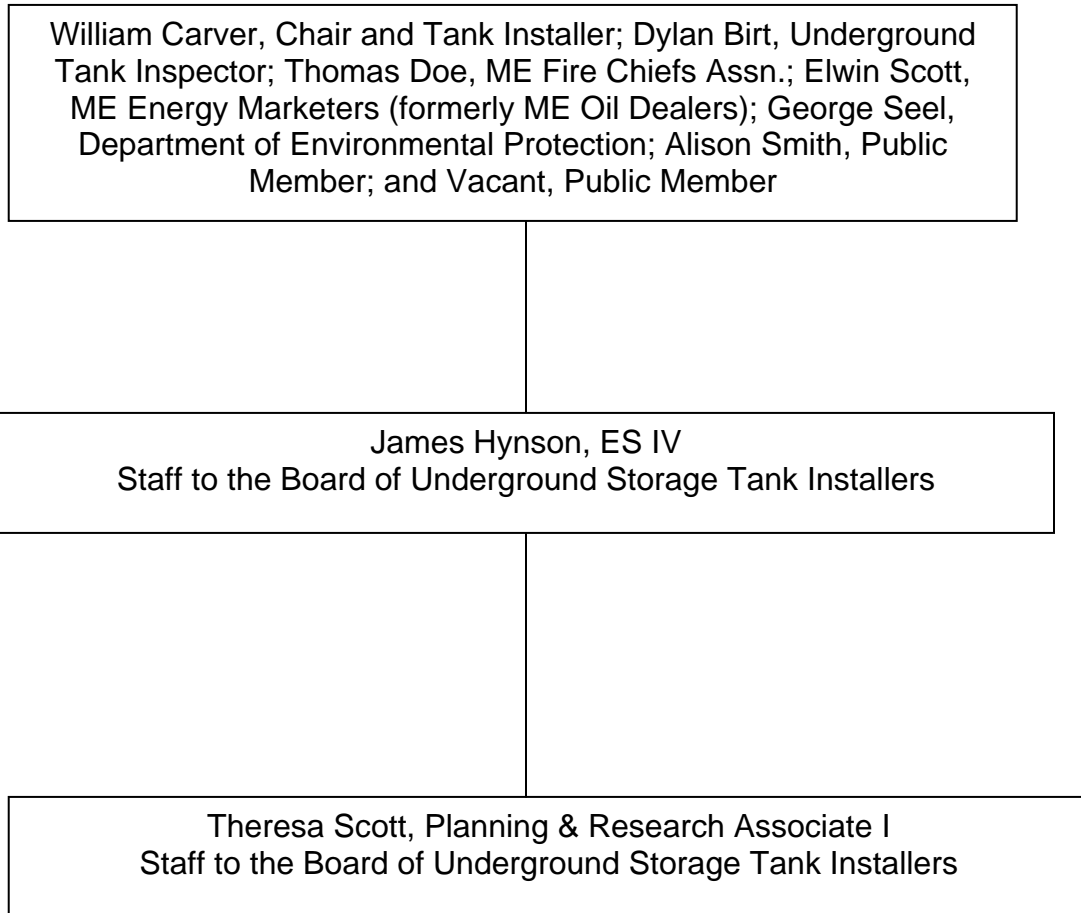 William Carver, Chair and Tank Installer; Dylan Birt, Underground
Tank Inspector; Thomas Doe, ME Fire Chiefs Assn.; Elwin Scott,
ME Energy Marketers (formerly ME Oil Dealers); George Seel,
Department of Environmental Protection; Alison Smith, Public
Member; and Vacant, Public Member
James Hynson, ES IV
Staff to the Board of Underground Storage Tank Installers
Theresa Scott, Planning & Research Associate I
Staff to the Board of Underground Storage Tank Installers